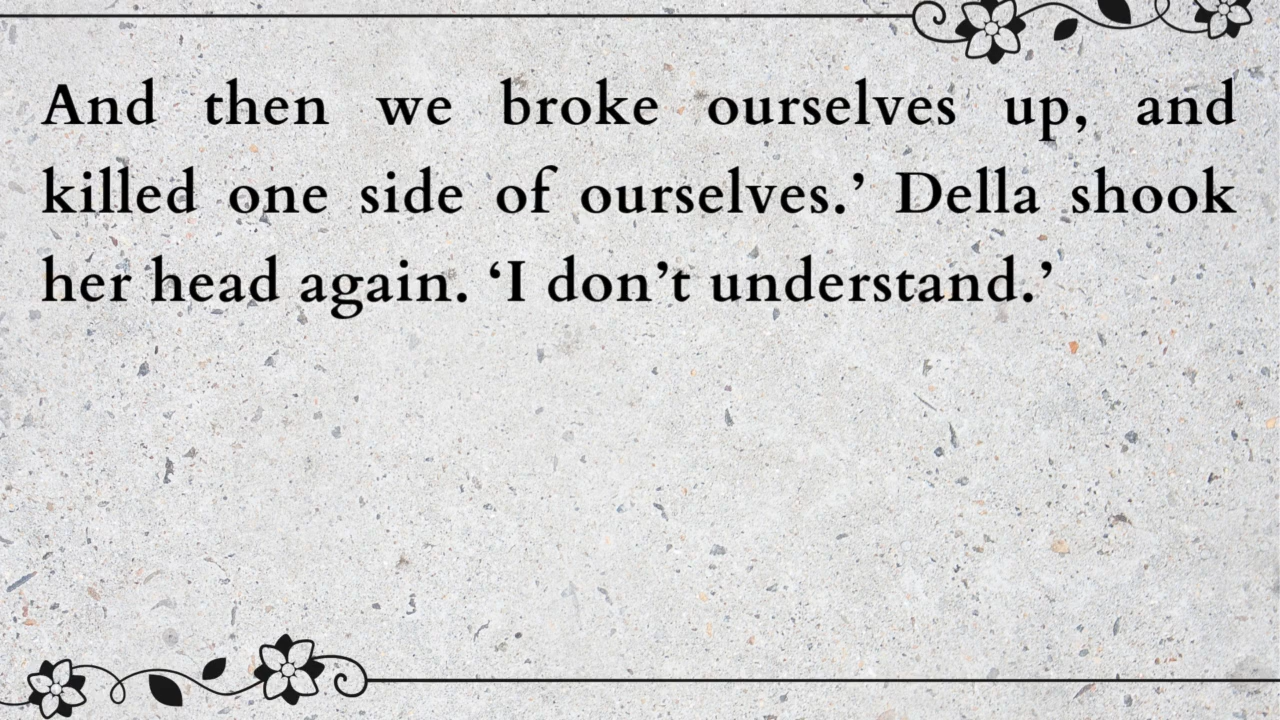 And then we broke ourselves up, and
killed one side of ourselves.’ Della shook
her head again. ‘I don’t understand.’